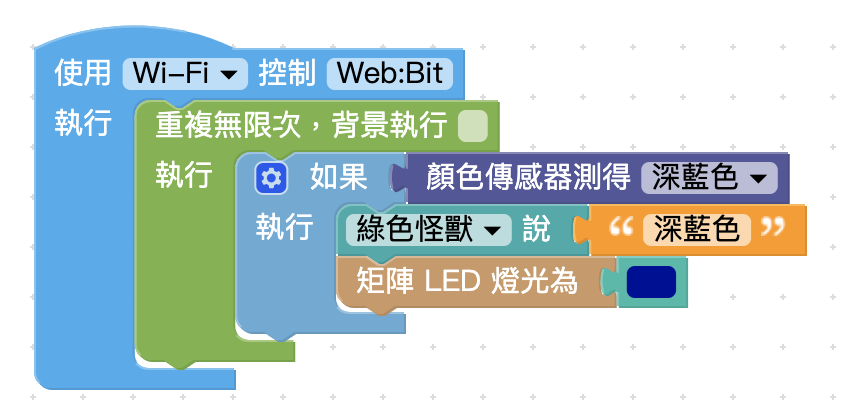 使用 Wi-Fi 控制 Web:Bit
執行 重複無限次，背景執行
執行 如果 顏色傳感器測得 深藍色
執行 綠色怪獸 說 “ 深藍色 ”
矩陣 LED 燈光為